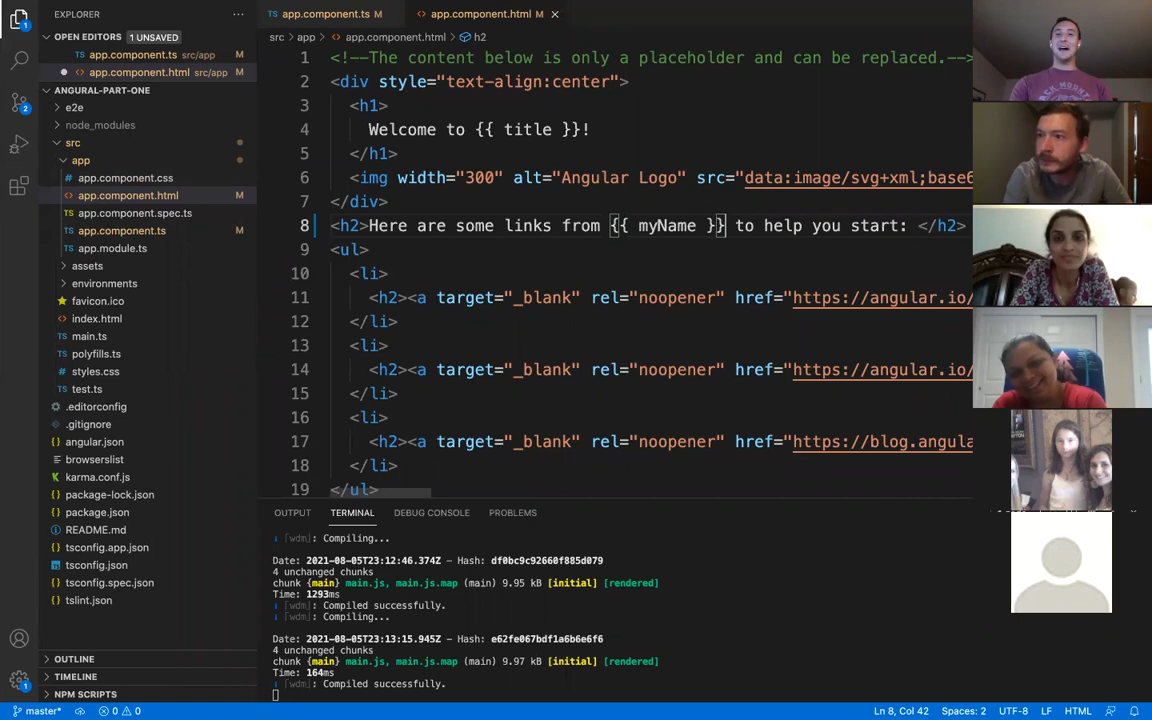 EXPLORER
···
OPEN EDITORS 1 UNSAVED
TS app.component.ts src/app M
<> app.component.html src/app M
ANGURAL-PART-ONE
e2e
node_modules
src
app
# app.component.css
<> app.component.html M
TS app.component.spec.ts
TS app.component.ts M
TS app.module.ts
assets
environments
favicon.ico
<> index.html
TS main.ts
TS polyfills.ts
# styles.css
TS test.ts
.editorconfig
.gitignore
{} angular.json
browserslist
karma.conf.js
{} package-lock.json
{} package.json
README.md
{} tsconfig.app.json
tsconfig.json
{} tsconfig.spec.json
{} tslint.json
OUTLINE
TIMELINE
NPM SCRIPTS
TS app.component.ts M
<> app.component.html M ×
src > app > <> app.component.html > h2
1 <!--The content below is only a placeholder and can be replaced.-->
2 <div style="text-align:center">
3 <h1>
4 Welcome to {{ title }}!
5 </h1>
6 <img width="300" alt="Angular Logo" src="data:image/svg+xml;base6
7 </div>
8 <h2>Here are some links from {{ myName }} to help you start: </h2>
9 <ul>
10 <li>
11 <h2><a target="_blank" rel="noopener" href="https://angular.io/
12 </li>
13 <li>
14 <h2><a target="_blank" rel="noopener" href="https://angular.io/
15 </li>
16 <li>
17 <h2><a target="_blank" rel="noopener" href="https://blog.angula
18 </li>
19 </ul>
OUTPUT TERMINAL DEBUG CONSOLE PROBLEMS
ℹ ｢wdm｣: Compiling...
Date: 2021-08-05T23:12:46.374Z – Hash: df0bc9c92660f885d079
4 unchanged chunks
chunk {main} main.js, main.js.map (main) 9.95 kB [initial] [rendered]
Time: 1293ms
ℹ ｢wdm｣: Compiled successfully.
ℹ ｢wdm｣: Compiling...
Date: 2021-08-05T23:13:15.945Z – Hash: e62fe067bdf1a6b6e6f6
4 unchanged chunks
chunk {main} main.js, main.js.map (main) 9.97 kB [initial] [rendered]
Time: 164ms
ℹ ｢wdm｣: Compiled successfully.
master* 0 0 Ln 8, Col 42 Spaces: 2 UTF-8 LF HTML